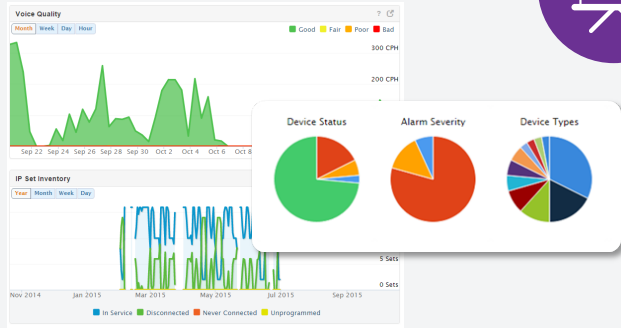 Voice Quality
?
Month Week Day Hour
Good Fair Poor Bad
300 CPH
200 CPH
Sep 22 Sep 24 Sep 26 Sep 28 Sep 30 Oct 2 Oct 4 Oct 6 Oct 8
Device Status Alarm Severity Device Types
IP Set Inventory
Year Month Week Day
5 Sets
0 Sets
Nov 2014 Jan 2015 Mar 2015 May 2015 Jul 2015 Sep 2015
In Service Disconnected Never Connected Unprogrammed